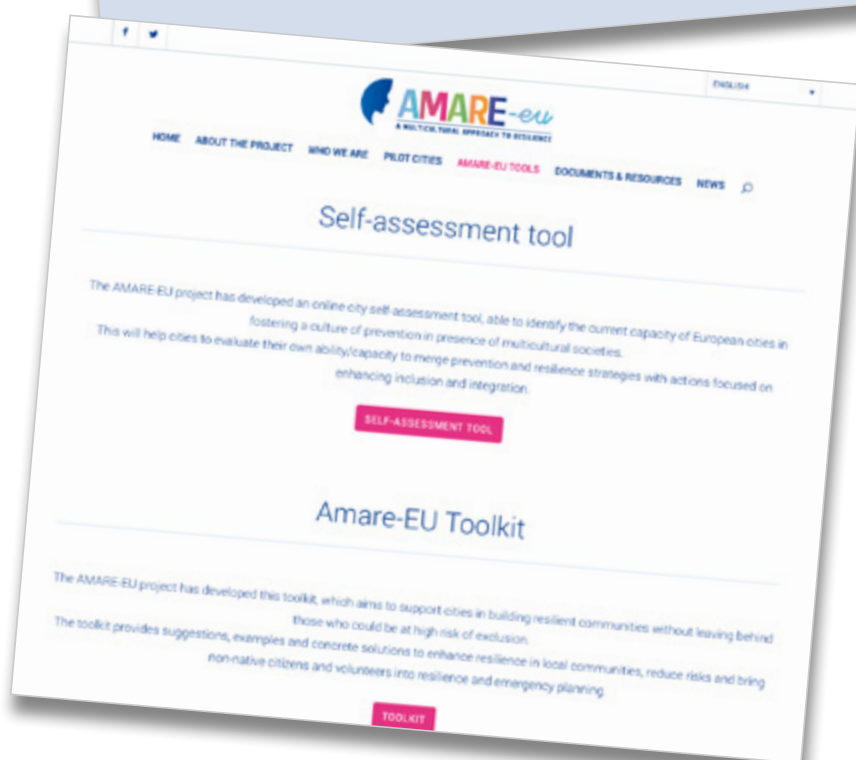 ENGLISH
AMARE-eu
A MULTICULTURAL APPROACH TO RESILIENCE
HOME ABOUT THE PROJECT WHO WE ARE PILOT CITIES AMARE-EU TOOLS DOCUMENTS & RESOURCES NEWS
Self-assessment tool
The AMARE-EU project has developed an online city self-assessment tool, able to identify the current capacity of European cities in
fostering a culture of prevention in presence of multicultural societies.
This will help cities to evaluate their own ability/capacity to merge prevention and resilience strategies with actions focused on
enhancing inclusion and integration.
SELF-ASSESSMENT TOOL
Amare-EU Toolkit
The AMARE-EU project has developed this toolkit, which aims to support cities in building resilient communities without leaving behind
those who could be at high risk of exclusion.
The toolkit provides suggestions, examples and concrete solutions to enhance resilience in local communities, reduce risks and bring
non-native citizens and volunteers into resilience and emergency planning.
TOOLKIT